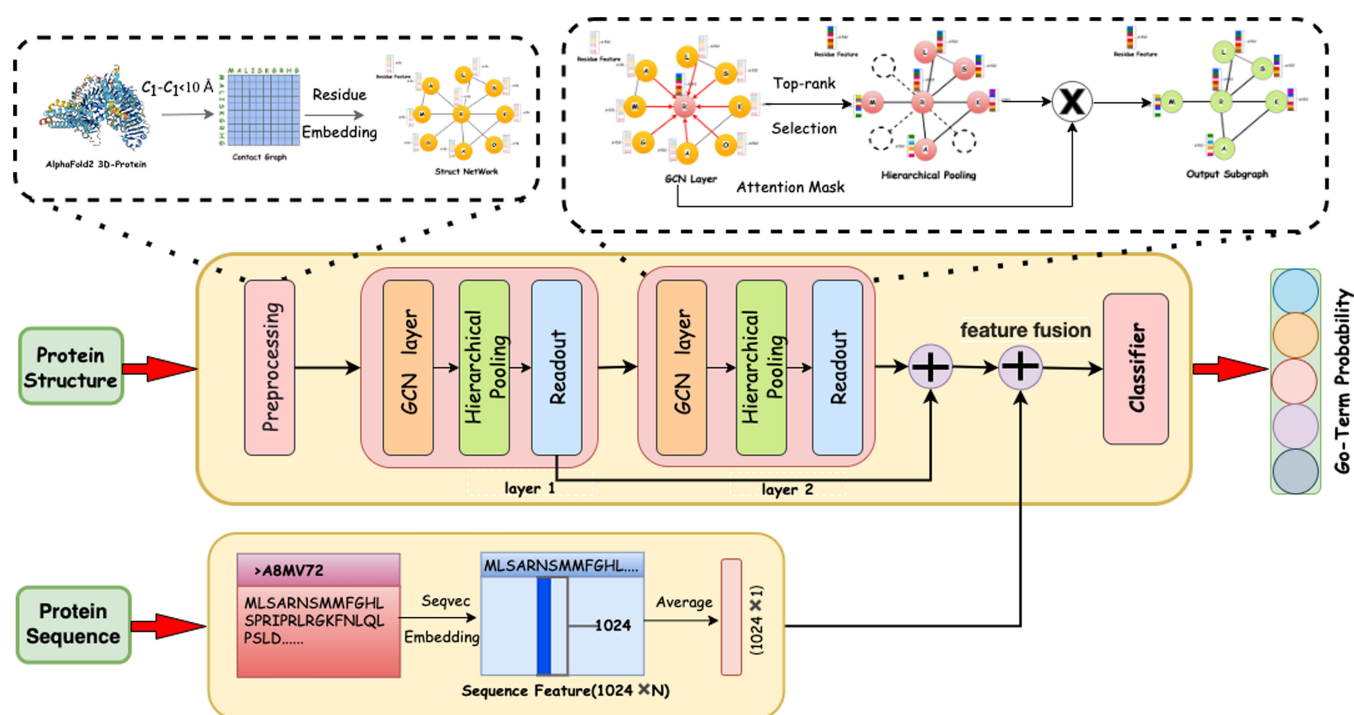 C1-C1<10 Å
M A L I S K G R H G
M A L I S K G R H G
Residue
Embedding
AlphaFold2 3D-Protein
Contact Graph
Residue Feature
Struct NetWork
Residue Feature
GCN Layer
Top-rank
Selection
Attention Mask
Residue Feature
Hierarchical Pooling
X
Residue Feature
Output Subgraph
Protein
Structure
Preprocessing
GCN layer
Hierarchical
Pooling
Readout
layer 1
GCN layer
Hierarchical
Pooling
Readout
layer 2
feature fusion
Classifier
Go-Term Probability
Protein
Sequence
>A8MV72
MLSARNSMMFGHL
SPRIPRLRGKFNLQL
PSLD......
Seqvec
Embedding
MLSARNSMMFGHL....
1024
Sequence Feature(1024 ×N)
Average
(1024 ×1)